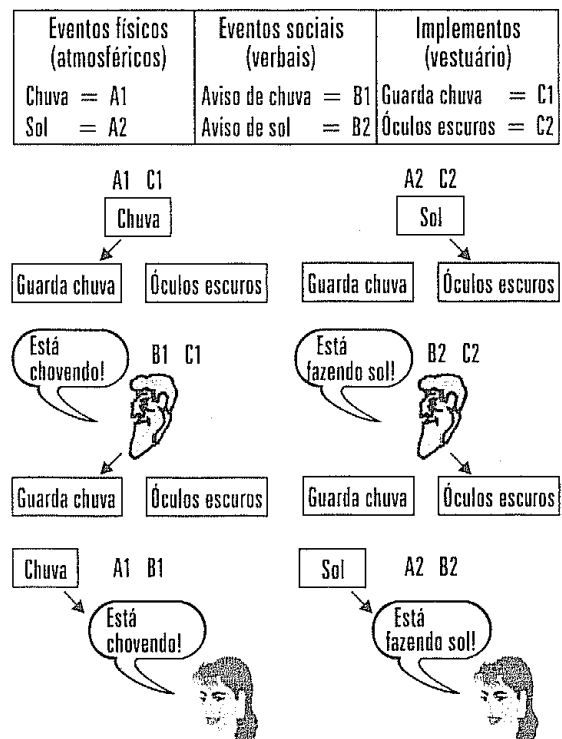 Eventos físicos
(atmosféricos)
Chuva = A1
Sol = A2
Eventos sociais
(verbais)
Aviso de chuva = B1
Aviso de sol = B2
Implementos
(vestuário)
Guarda chuva = C1
Óculos escuros = C2
A1 C1
Chuva
Guarda chuva Óculos escuros
A2 C2
Sol
Guarda chuva Óculos escuros
Está
chovendo!
B1 C1
Guarda chuva Óculos escuros
Está
fazendo sol!
B2 C2
Guarda chuva Óculos escuros
Chuva A1 B1
Está
chovendo!
Sol A2 B2
Está
fazendo sol!